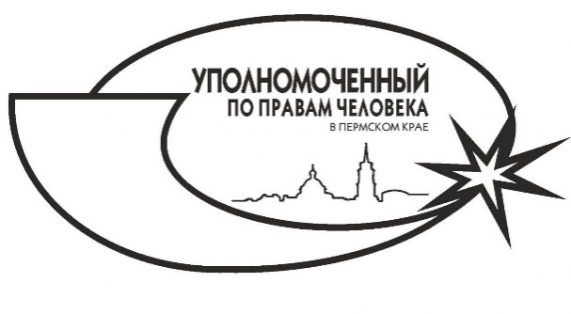 УПОЛНОМОЧЕННЫЙ
ПО ПРАВАМ ЧЕЛОВЕКА
В ПЕРМСКОМ КРАЕ